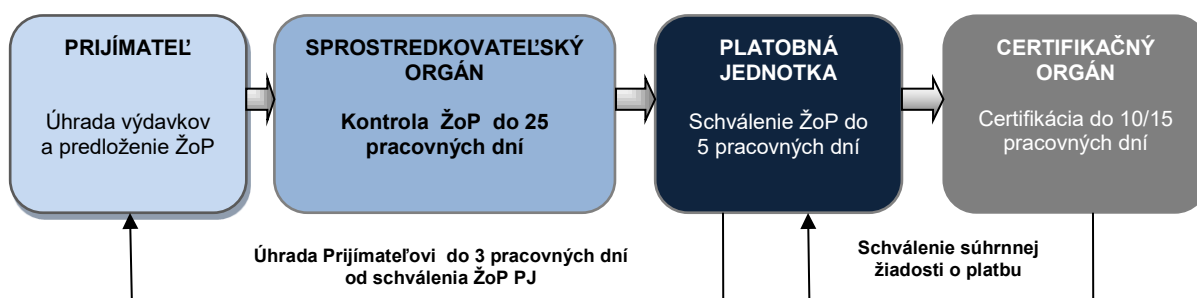 PRIJÍMATEĽ
Úhrada výdavkov
a predloženie ŽoP
SPROSTREDKOVATEĽSKÝ
ORGÁN
Kontrola ŽoP do 25
pracovných dní
PLATOBNÁ
JEDNOTKA
Schválenie ŽoP do
5 pracovných dní
CERTIFIKAČNÝ
ORGÁN
Certifikácia do 10/15
pracovných dní
Úhrada Prijímateľovi do 3 pracovných dní
od schválenia ŽoP PJ
Schválenie súhrnnej
žiadosti o platbu